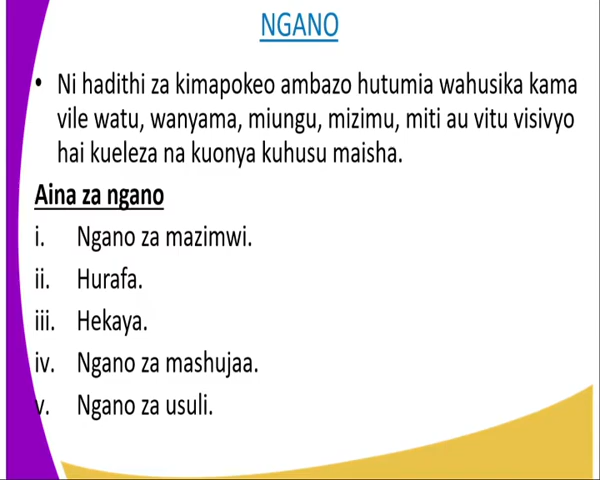 NGANO
• Ni hadithi za kimapokeo ambazo hutumia wahusika kama
vile watu, wanyama, miungu, mizimu, miti au vitu visivyo
hai kueleza na kuonya kuhusu maisha.
Aina za ngano
i. Ngano za mazimwi.
ii. Hurafa.
iii. Hekaya.
iv. Ngano za mashujaa.
v. Ngano za usuli.